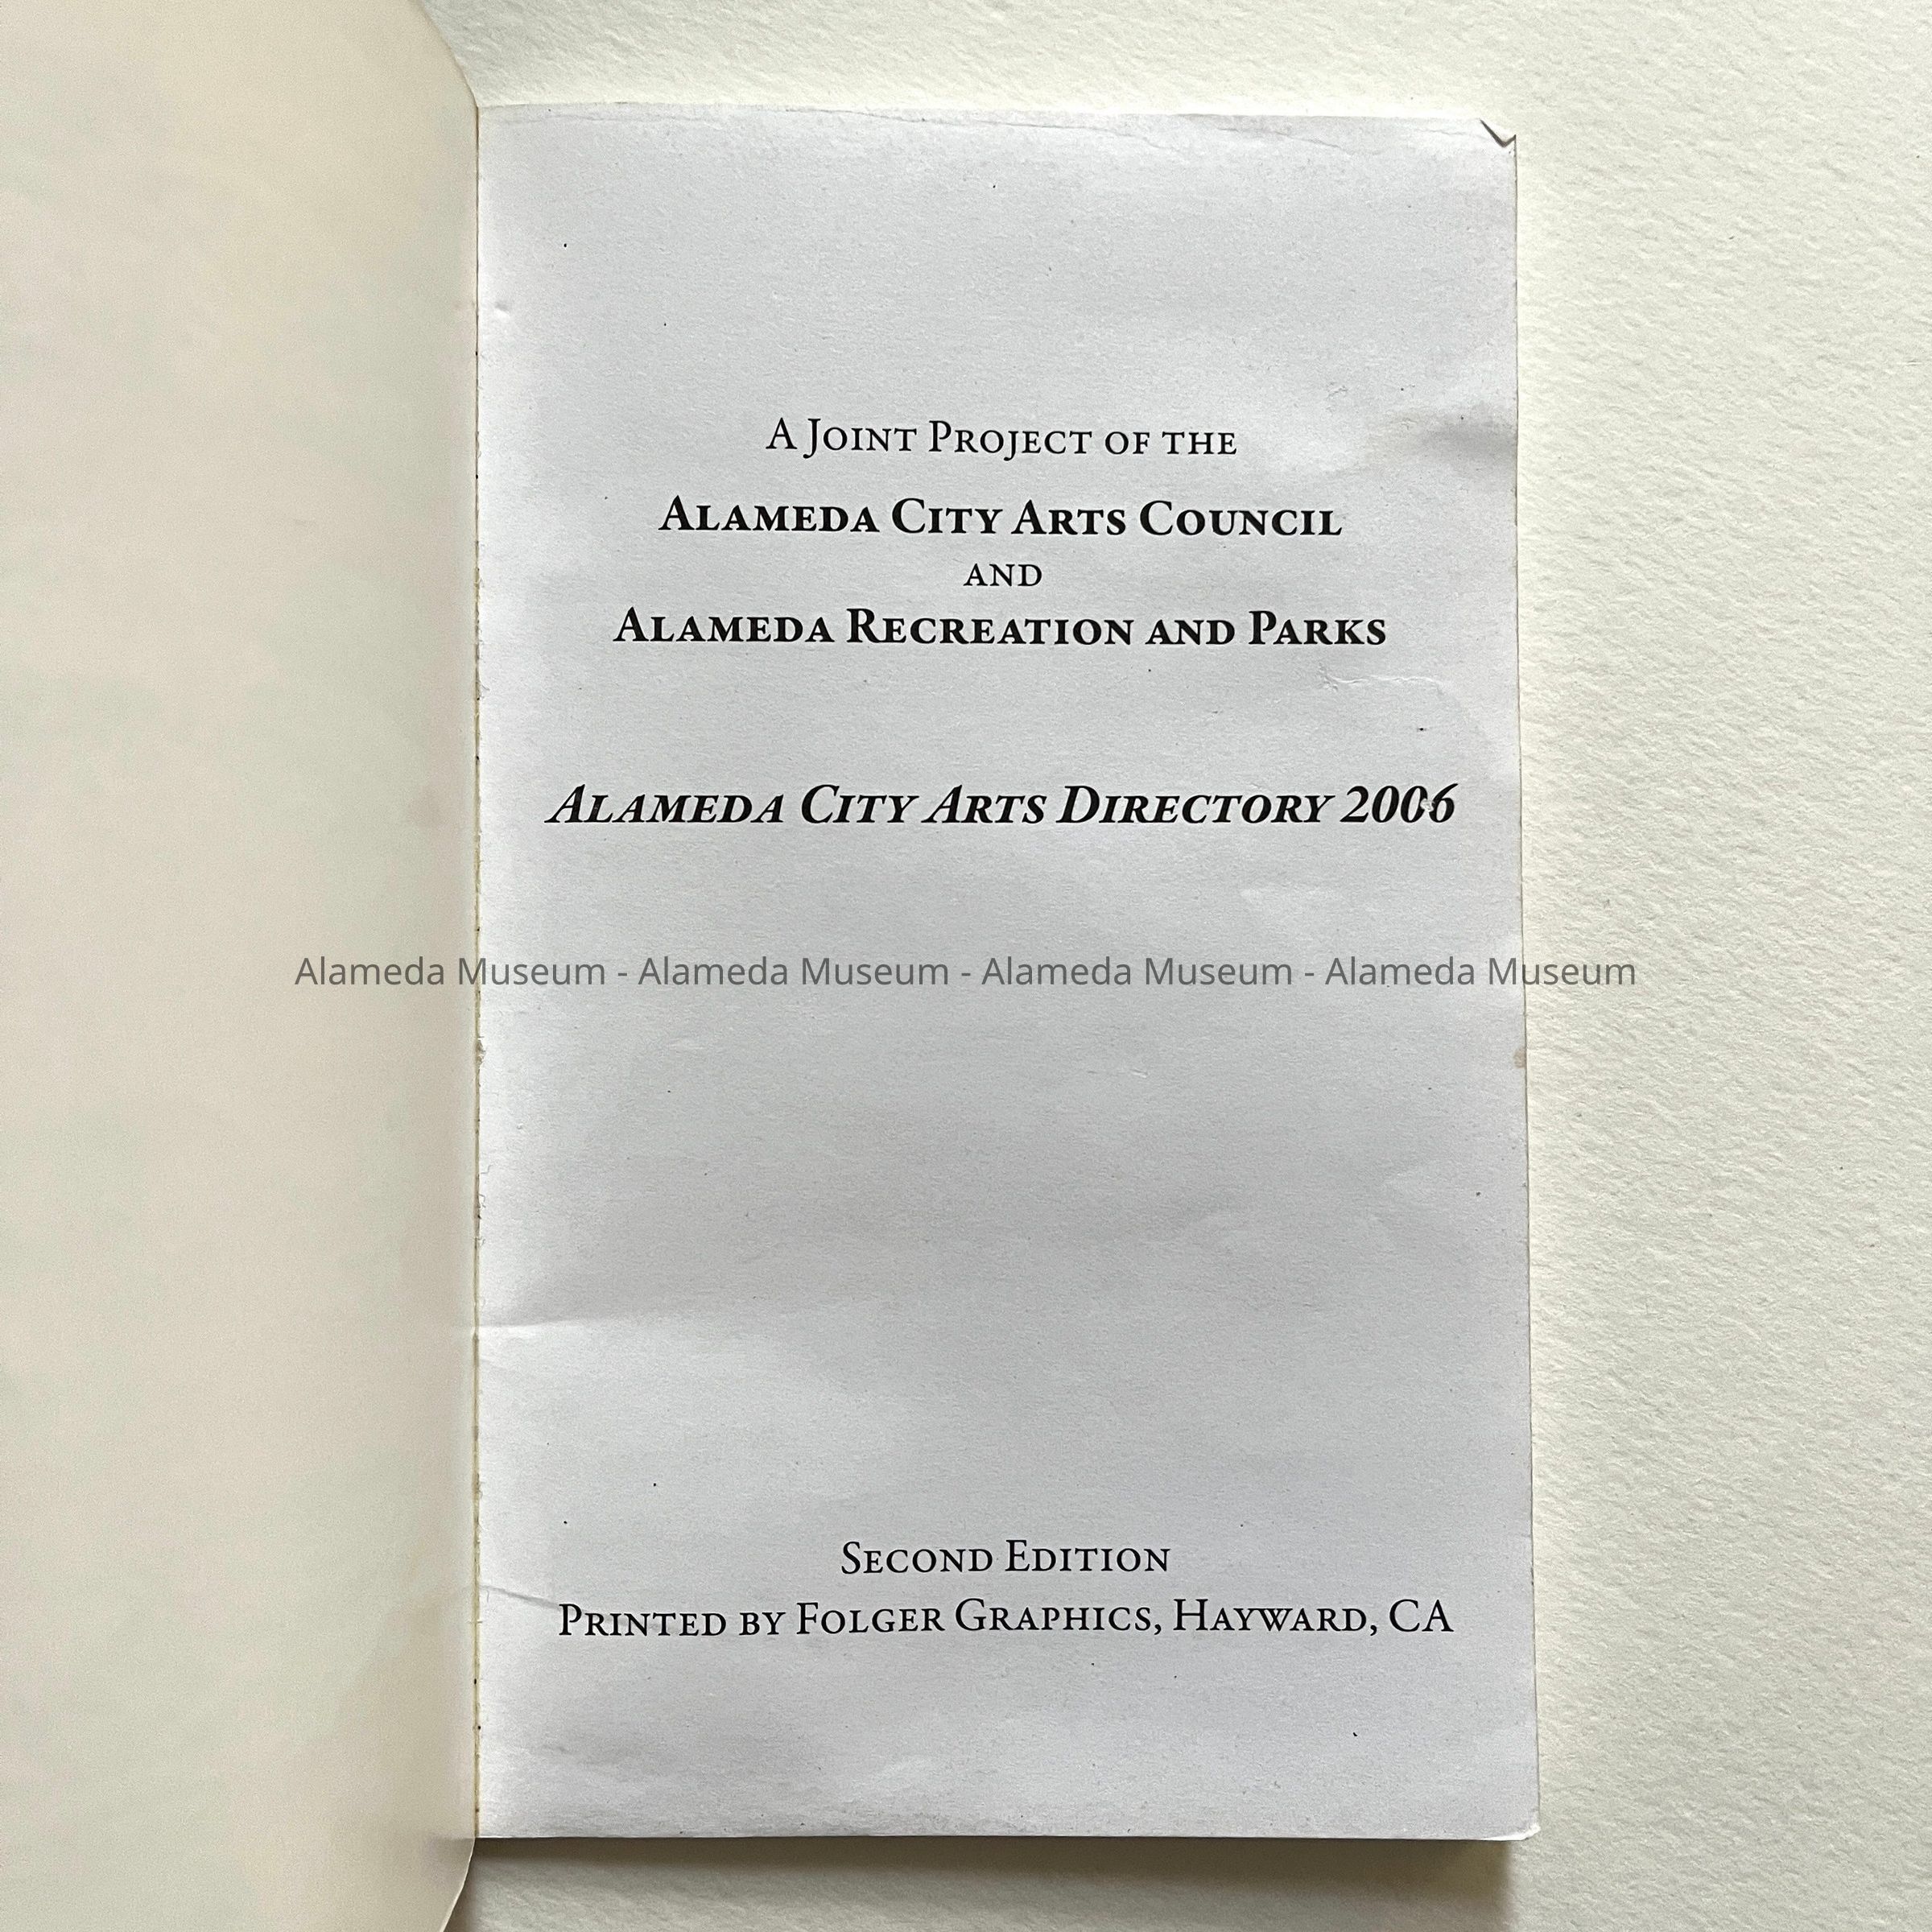 A Joint Project of the
Alameda City Arts Council
and
Alameda Recreation and Parks
Alameda City Arts Directory 2006
Alameda Museum - Alameda Museum - Alameda Museum - Alameda Museum
Second Edition
Printed by Folger Graphics, Hayward, CA